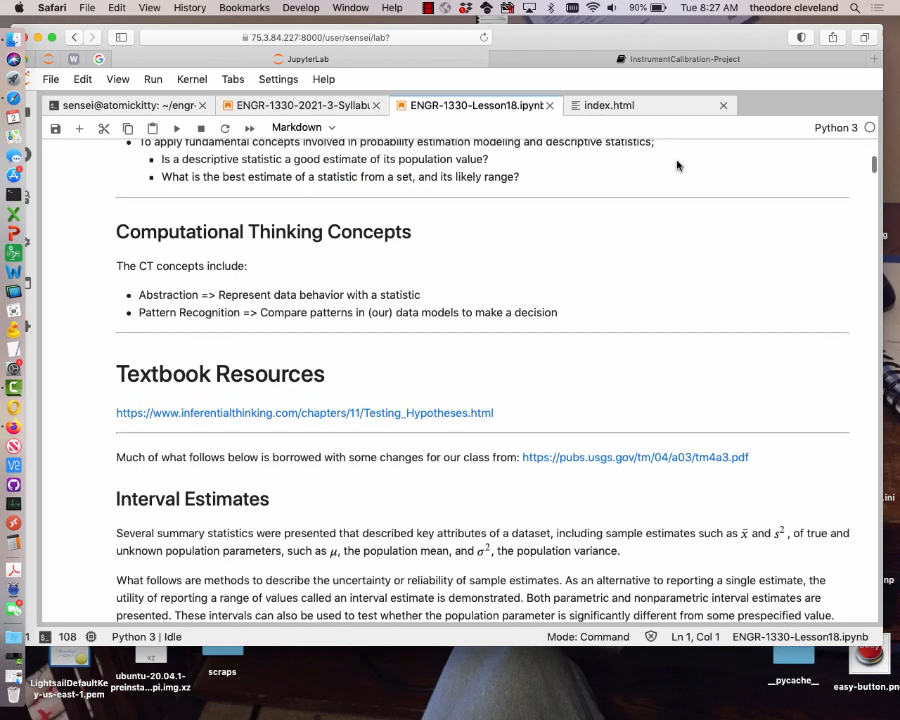 Safari File Edit View History Bookmarks Develop Window Help 90% Tue 8:27 AM theodore cleveland
75.3.84.227:8000/user/sensei/lab?
W G JupyterLab InstrumentCalibration-Project
File Edit View Run Kernel Tabs Settings Help
sensei@atomickitty: ~/engr- ENGR-1330-2021-3-Syllabu ENGR-1330-Lesson18.ipynb index.html
Markdown Python 3
• To apply fundamental concepts involved in probability estimation modeling and descriptive statistics;
▪ Is a descriptive statistic a good estimate of its population value?
▪ What is the best estimate of a statistic from a set, and its likely range?
Computational Thinking Concepts
The CT concepts include:
• Abstraction => Represent data behavior with a statistic
• Pattern Recognition => Compare patterns in (our) data models to make a decision
Textbook Resources
https://www.inferentialthinking.com/chapters/11/Testing_Hypotheses.html
Much of what follows below is borrowed with some changes for our class from: https://pubs.usgs.gov/tm/04/a03/tm4a3.pdf
Interval Estimates
Several summary statistics were presented that described key attributes of a dataset, including sample estimates such as x̄ and s² , of true and
unknown population parameters, such as μ, the population mean, and σ², the population variance.
What follows are methods to describe the uncertainty or reliability of sample estimates. As an alternative to reporting a single estimate, the
utility of reporting a range of values called an interval estimate is demonstrated. Both parametric and nonparametric interval estimates are
presented. These intervals can also be used to test whether the population parameter is significantly different from some prespecified value.
1 108 Python 3 | Idle Mode: Command Ln 1, Col 1 ENGR-1330-Lesson18.ipynb
xz
LightsailDefaultKe
y-us-east-1.pem
ubuntu-20.04.1-
preinsta...pi.img.xz
scraps
__pycache__
easy
easy-button.pn